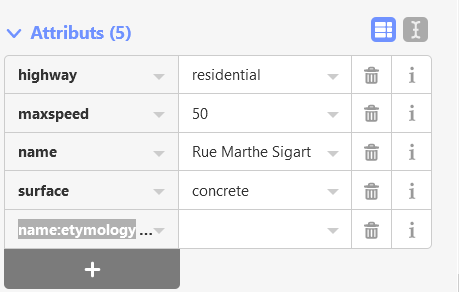 Attributs (5)
highway residential
maxspeed 50
name Rue Marthe Sigart
surface concrete
name:etymology ...
+